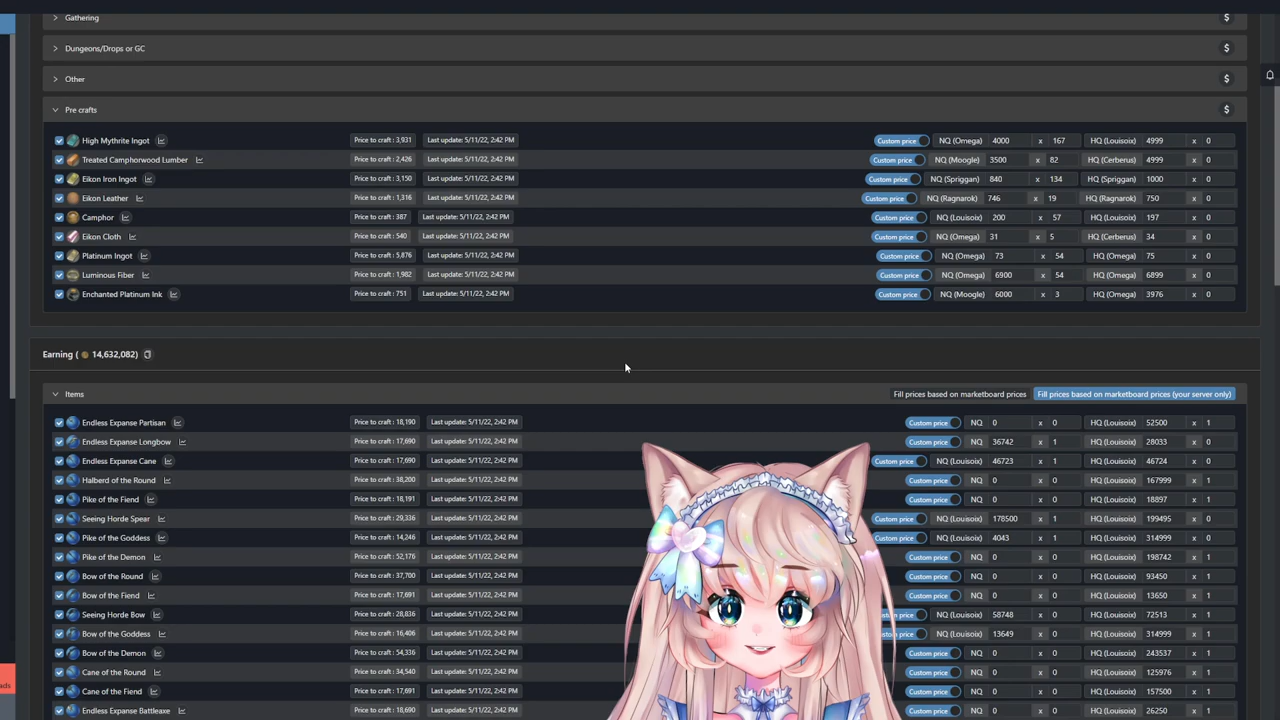 Gathering $
Dungeons/Drops or GC $
Other $
Pre crafts $
High Mythrite Ingot Price to craft : 3,931 Last update: 5/11/22, 2:42 PM Custom price NQ (Omega) 4000 x 167 HQ (Louisoix) 4999 x 0
Treated Camphorwood Lumber Price to craft : 2,426 Last update: 5/11/22, 2:42 PM Custom price NQ (Moogle) 3500 x 82 HQ (Cerberus) 4999 x 0
Eikon Iron Ingot Price to craft : 3,150 Last update: 5/11/22, 2:42 PM Custom price NQ (Spriggan) 840 x 134 HQ (Spriggan) 1000 x 0
Eikon Leather Price to craft : 1,316 Last update: 5/11/22, 2:42 PM Custom price NQ (Ragnarok) 746 x 19 HQ (Ragnarok) 750 x 0
Camphor Price to craft : 387 Last update: 5/11/22, 2:42 PM Custom price NQ (Louisoix) 200 x 57 HQ (Louisoix) 197 x 0
Eikon Cloth Price to craft : 540 Last update: 5/11/22, 2:42 PM Custom price NQ (Omega) 31 x 5 HQ (Cerberus) 34 x 0
Platinum Ingot Price to craft : 5,876 Last update: 5/11/22, 2:42 PM Custom price NQ (Omega) 73 x 54 HQ (Omega) 75 x 0
Luminous Fiber Price to craft : 1,982 Last update: 5/11/22, 2:42 PM Custom price NQ (Omega) 6900 x 54 HQ (Omega) 6899 x 0
Enchanted Platinum Ink Price to craft : 751 Last update: 5/11/22, 2:42 PM Custom price NQ (Moogle) 6000 x 3 HQ (Omega) 3976 x 0
Earning ( 14,632,082)
Items Fill prices based on marketboard prices Fill prices based on marketboard prices (your server only)
Endless Expanse Partisan Price to craft : 18,190 Last update: 5/11/22, 2:42 PM Custom price NQ 0 x 0 HQ (Louisoix) 52500 x 1
Endless Expanse Longbow Price to craft : 17,690 Last update: 5/11/22, 2:42 PM Custom price NQ 36742 x 1 HQ (Louisoix) 28033 x 0
Endless Expanse Cane Price to craft : 17,690 Last update: 5/11/22, 2:42 PM Custom price NQ (Louisoix) 46723 x 1 HQ (Louisoix) 46724 x 0
Halberd of the Round Price to craft : 38,200 Last update: 5/11/22, 2:42 PM Custom price NQ 0 x 0 HQ (Louisoix) 167999 x 1
Pike of the Fiend Price to craft : 18,191 Last update: 5/11/22, 2:42 PM Custom price NQ 0 x 0 HQ (Louisoix) 18897 x 1
Seeing Horde Spear Price to craft : 29,336 Last update: 5/11/22, 2:42 PM Custom price NQ (Louisoix) 178500 x 1 HQ (Louisoix) 199495 x 0
Pike of the Goddess Price to craft : 14,246 Last update: 5/11/22, 2:42 PM Custom price NQ (Louisoix) 4043 x 1 HQ (Louisoix) 314999 x 0
Pike of the Demon Price to craft : 52,176 Last update: 5/11/22, 2:42 PM Custom price NQ 0 x 0 HQ (Louisoix) 198742 x 1
Bow of the Round Price to craft : 37,700 Last update: 5/11/22, 2:42 PM Custom price NQ 0 x 0 HQ (Louisoix) 93450 x 1
Bow of the Fiend Price to craft : 17,691 Last update: 5/11/22, 2:42 PM Custom price NQ 0 x 0 HQ (Louisoix) 13650 x 1
Seeing Horde Bow Price to craft : 28,836 Last update: 5/11/22, 2:42 PM price NQ (Louisoix) 58748 x 0 HQ (Louisoix) 72513 x 1
Bow of the Goddess Price to craft : 16,406 Last update: 5/11/22, 2:42 PM price NQ (Louisoix) 13649 x 0 HQ (Louisoix) 314999 x 1
Bow of the Demon Price to craft : 54,336 Last update: 5/11/22, 2:42 PM Custom price NQ 0 x 0 HQ (Louisoix) 243537 x 1
Cane of the Round Price to craft : 34,540 Last update: 5/11/22, 2:42 PM Custom price NQ 0 x 0 HQ (Louisoix) 125976 x 1
Cane of the Fiend Price to craft : 17,691 Last update: 5/11/22, 2:42 PM Custom price NQ 0 x 0 HQ (Louisoix) 157500 x 1
Endless Expanse Battleaxe Price to craft : 18,690 Last update: 5/11/22, 2:42 PM Custom price NQ 0 x 0 HQ (Louisoix) 26250 x 1